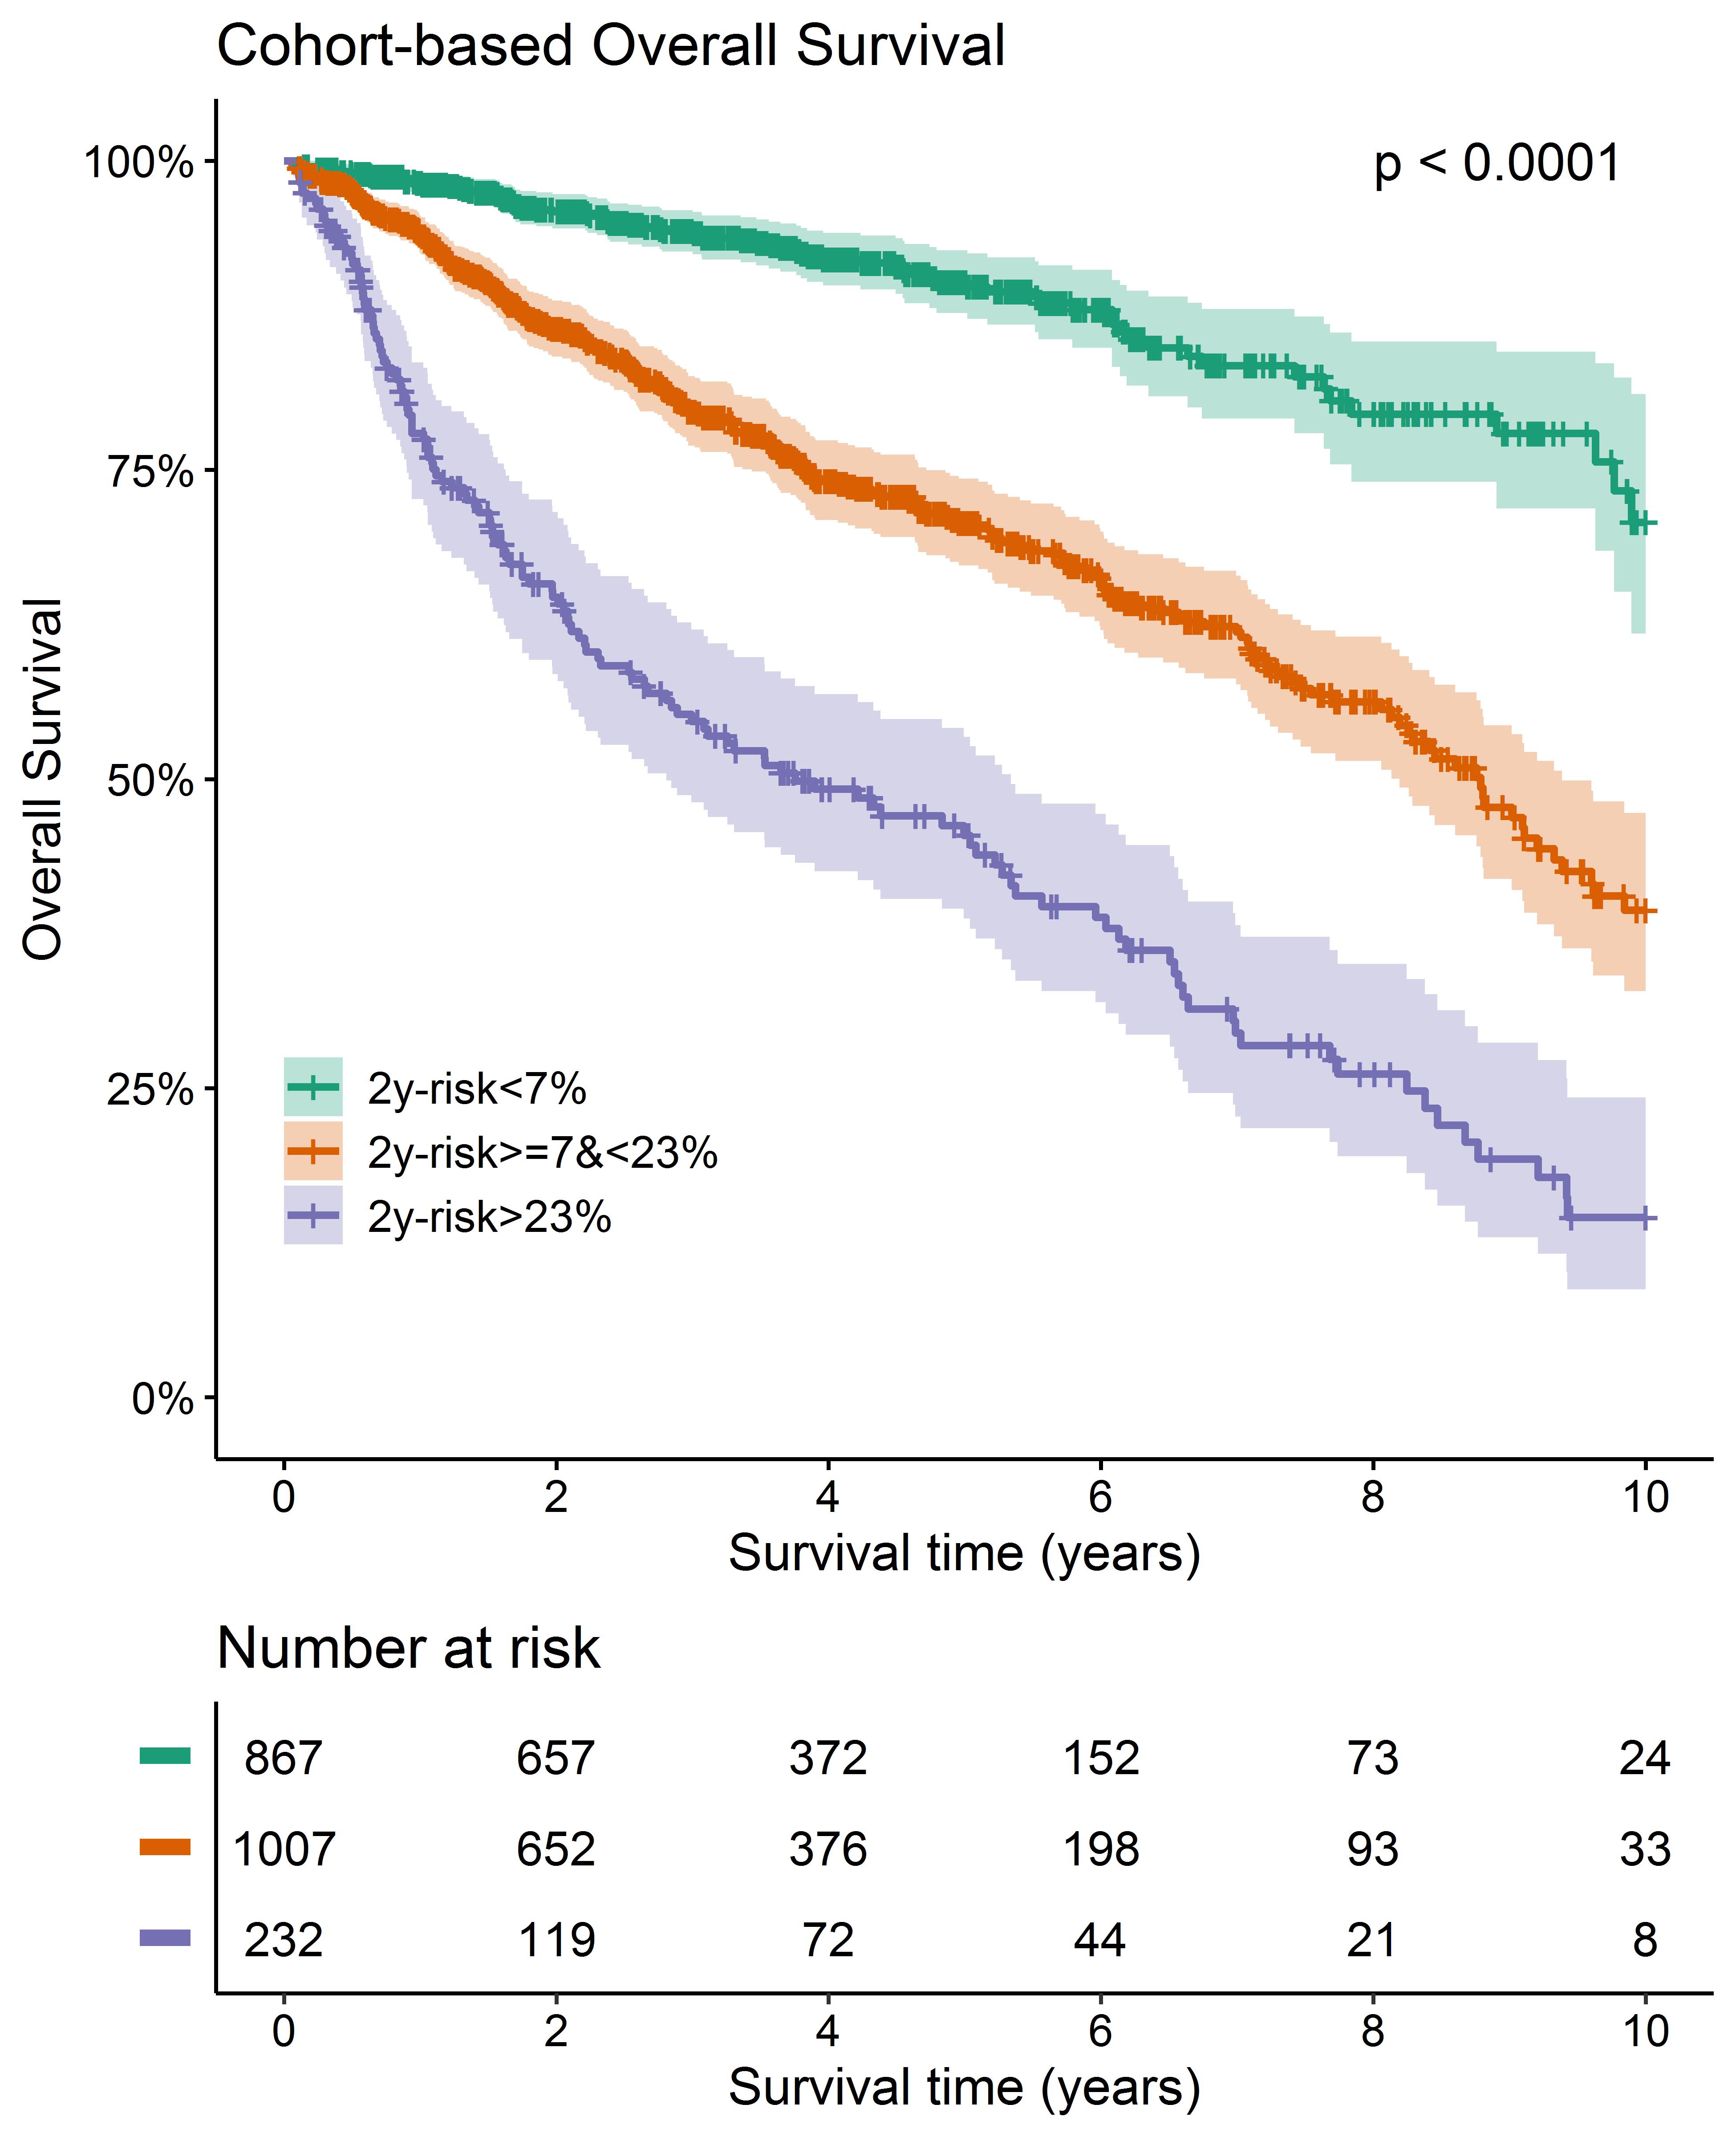 Cohort-based Overall Survival
p < 0.0001
100%
75%
50%
25%
0%
Overall Survival
2y-risk<7%
2y-risk>=7&<23%
2y-risk>23%
0 2 4 6 8 10
Survival time (years)
Number at risk
867 657 372 152 73 24
1007 652 376 198 93 33
232 119 72 44 21 8
0 2 4 6 8 10
Survival time (years)